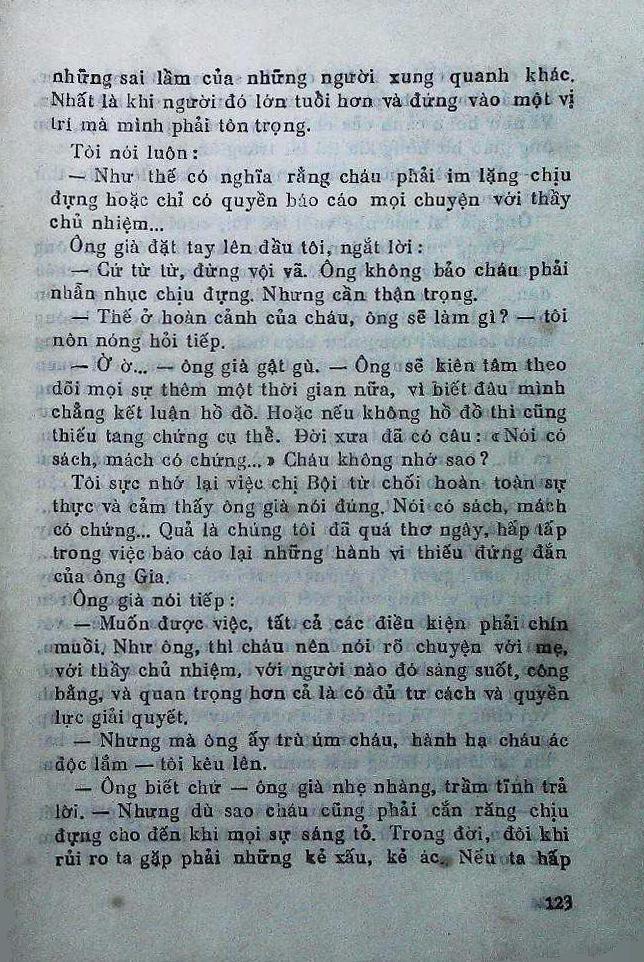 những sai lầm của những người xung quanh khác.
Nhất là khi người đó lớn tuổi hơn và đứng vào một vị
trí mà mình phải tôn trọng.
Tôi nói luôn :
— Như thế có nghĩa rằng cháu phải im lặng chịu
đựng hoặc chỉ có quyền báo cáo mọi chuyện với thầy
chủ nhiệm...
Ông già đặt tay lên đầu tôi, ngắt lời :
— Cứ từ từ, đừng vội vã. Ông không bảo cháu phải
nhẫn nhục chịu đựng. Nhưng cần thận trọng.
— Thế ở hoàn cảnh của cháu, ông sẽ làm gì ? — tôi
nòn nóng hỏi tiếp.
— Ờ ờ... — ông già gật gù. — Ông sẽ kiên tâm theo
dõi mọi sự thêm một thời gian nữa, vì biết đâu mình
chẳng kết luận hồ đồ. Hoặc nếu không hồ đồ thì cũng
thiếu tang chứng cụ thể. Đời xưa đã có câu : « Nói có
sách, mách có chứng... » Cháu không nhớ sao ?
Tôi sực nhớ lại việc chị Bội từ chối hoàn toàn sự
thực và cảm thấy ông già nói đúng. Nói có sách, mách
có chứng... Quả là chúng tôi đã quá thơ ngây, hấp tấp
trong việc báo cáo lại những hành vi thiếu đứng đắn
của ông Gia.
Ông già nói tiếp :
— Muốn được việc, tất cả các điều kiện phải chín
muồi. Như ông, thì cháu nên nói rõ chuyện với mẹ,
với thầy chủ nhiệm, với người nào đó sáng suốt, công
bằng, và quan trọng hơn cả là có đủ tư cách và quyền
lực giải quyết.
— Nhưng mà ông ấy trù úm cháu, hành hạ cháu ác
độc lắm — tôi kêu lên.
— Ông biết chứ — ông già nhẹ nhàng, trầm tĩnh trả
lời. — Nhưng dù sao cháu cũng phải cắn răng chịu
đựng cho đến khi mọi sự sáng tỏ. Trong đời, đôi khi
rủi ro ta gặp phải những kẻ xấu, kẻ ác. Nếu ta hấp
123